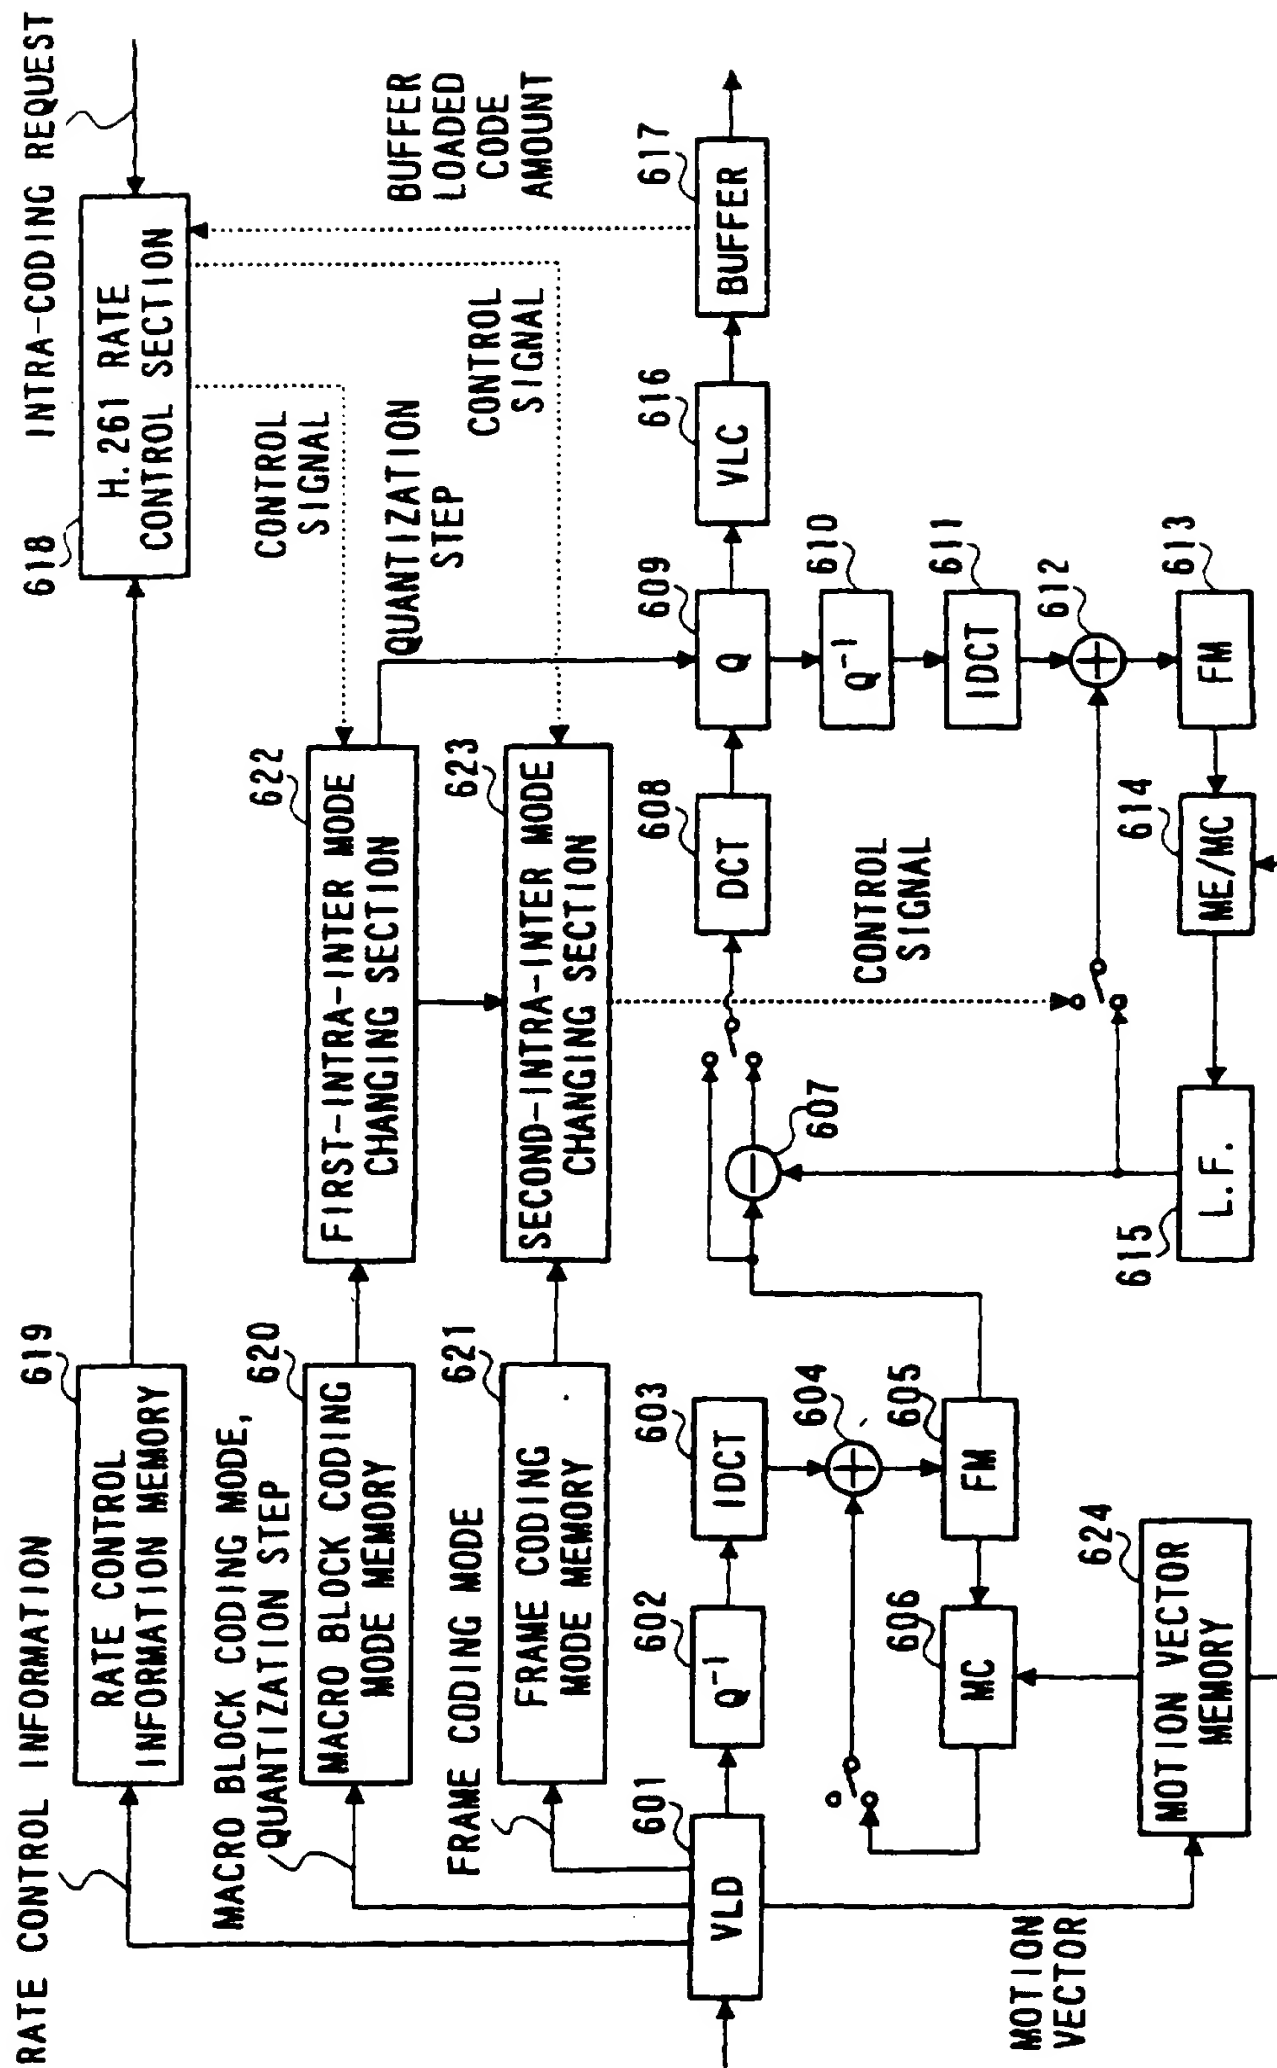 RATE CONTROL INFORMATION
619
RATE CONTROL
INFORMATION MEMORY
618
H.261 RATE
CONTROL SECTION
INTRA-CODING REQUEST
MACRO BLOCK CODING MODE,
QUANTIZATION STEP
620
MACRO BLOCK CODING
MODE MEMORY
622
FIRST-INTRA-INTER MODE
CHANGING SECTION
CONTROL
SIGNAL
QUANTIZATION
STEP
BUFFER
LOADED
CODE
AMOUNT
FRAME CODING MODE
621
FRAME CODING
MODE MEMORY
623
SECOND-INTRA-INTER MODE
CHANGING SECTION
CONTROL
SIGNAL
601
VLD
602
Q-1
603
IDCT
607
608
DCT
609
Q
616
VLC
617
BUFFER
604
CONTROL
SIGNAL
610
Q-1
605
FM
606
MC
611
IDCT
612
MOTION
VECTOR
624
MOTION VECTOR
MEMORY
615
L.F.
614
ME/MC
613
FM